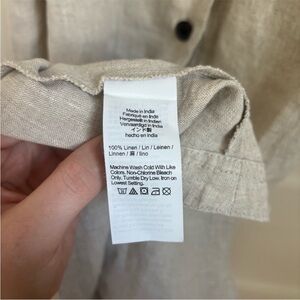 Made in India
Fabriqué en Inde
Hergestellt in Indien
Vervaardigd in India
インド製
hecho en India
100% Linen / Lin / Leinen /
Linnen / 麻 / lino
Machine Wash Cold With Like
Colors. Non-Chlorine Bleach
Only. Tumble Dry Low. Iron on
Lowest Setting.